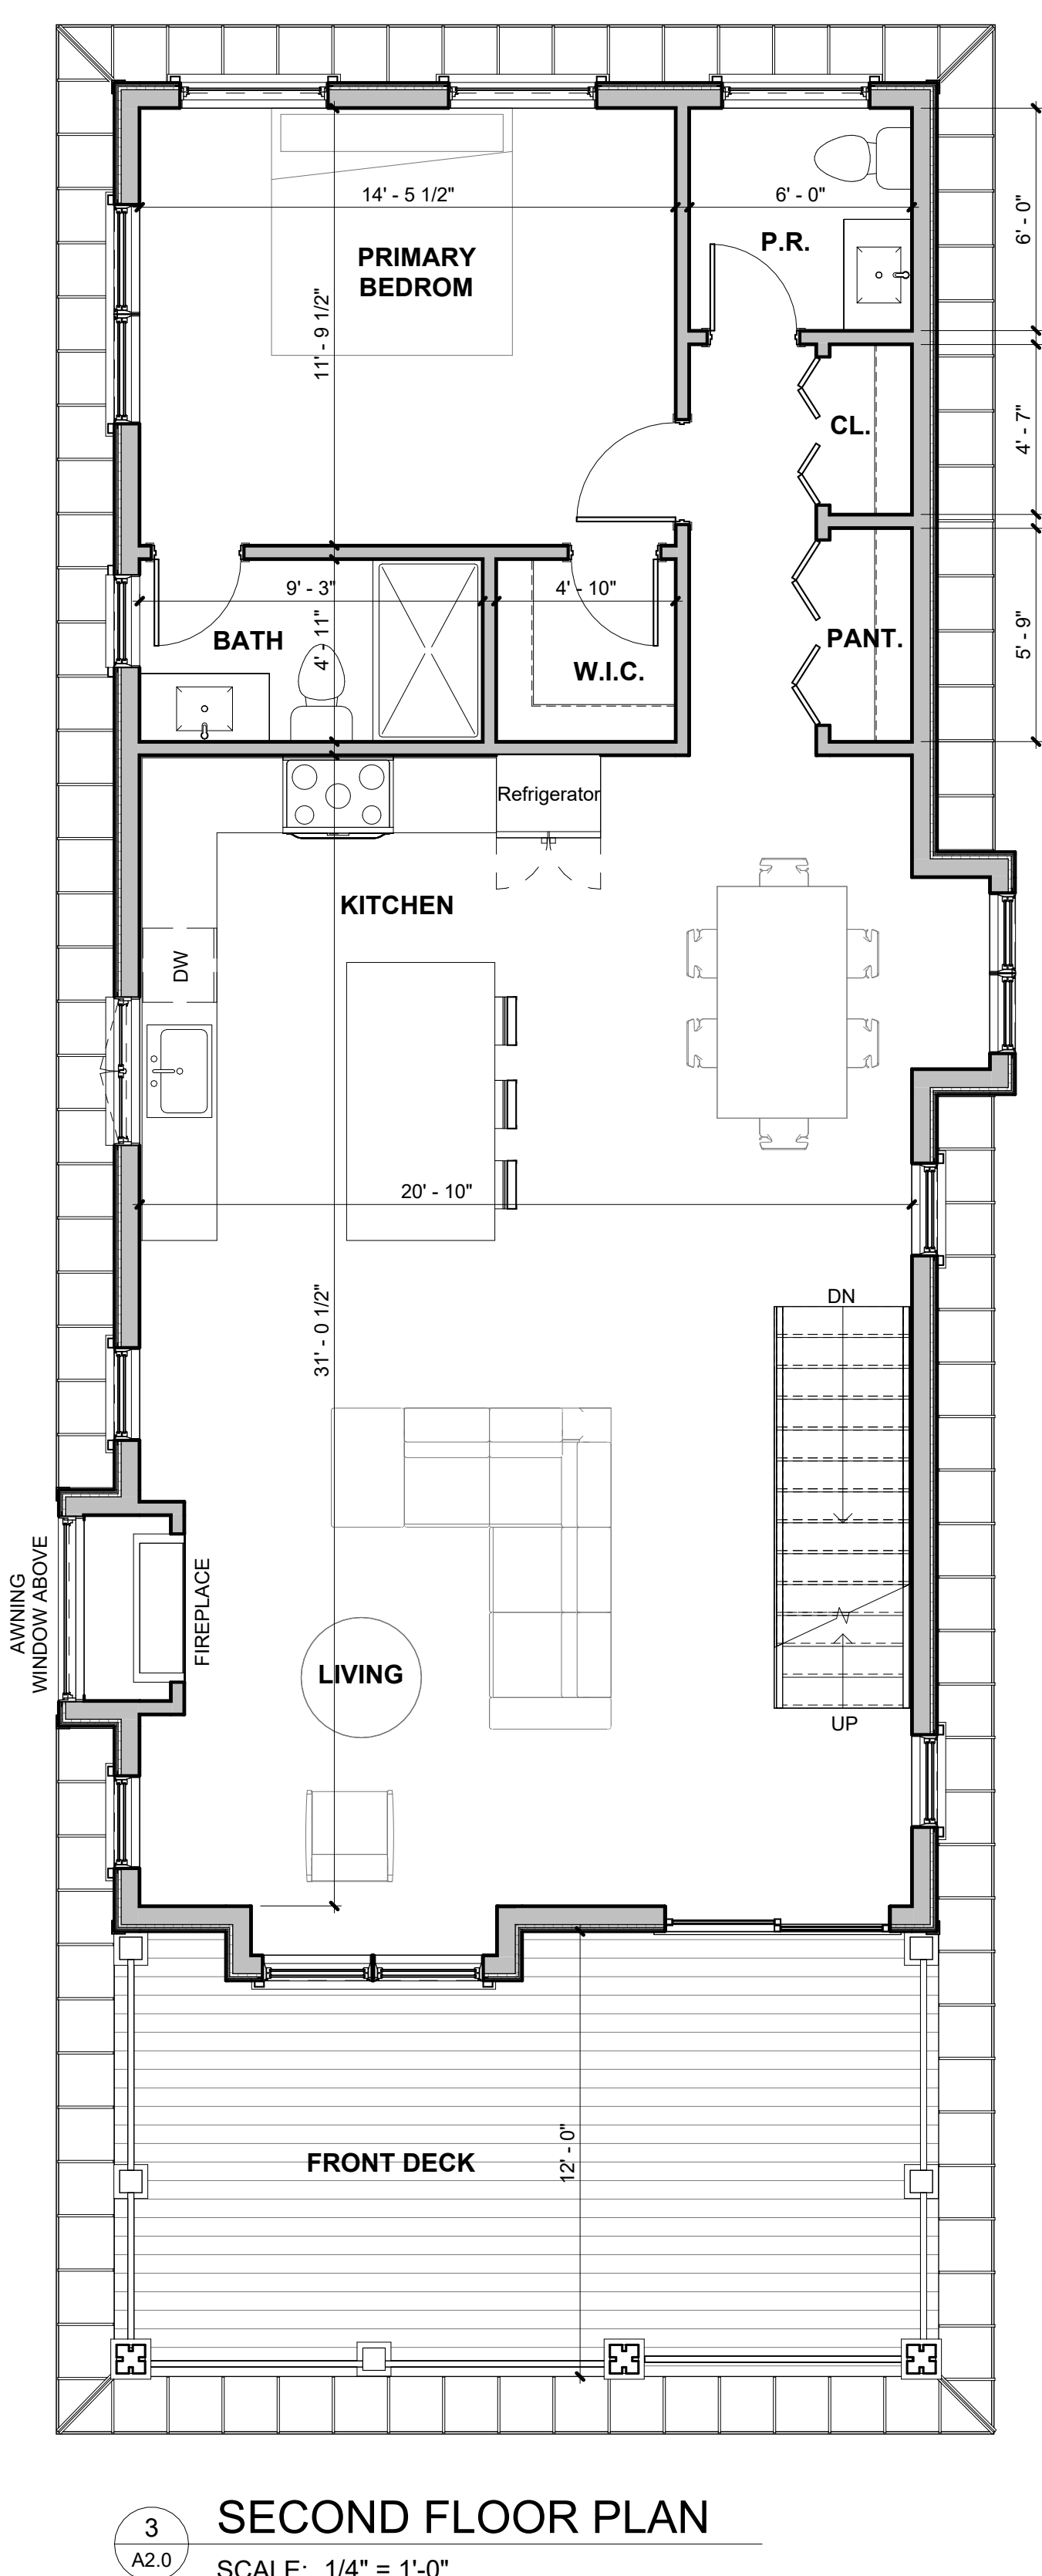 14' - 5 1/2"
6' - 0"
6' - 0"
P.R.
PRIMARY
BEDROM
11' - 9 1/2"
CL.
4' - 7"
9' - 3"
4' - 10"
BATH
4' - 11"
W.I.C.
PANT.
5' - 9"
Refrigerator
KITCHEN
DW
20' - 10"
31' - 0 1/2"
DN
AWNING
WINDOW ABOVE
FIREPLACE
LIVING
UP
FRONT DECK
12' - 0"
3
A2.0
SECOND FLOOR PLAN
SCALE: 1/4" = 1'-0"